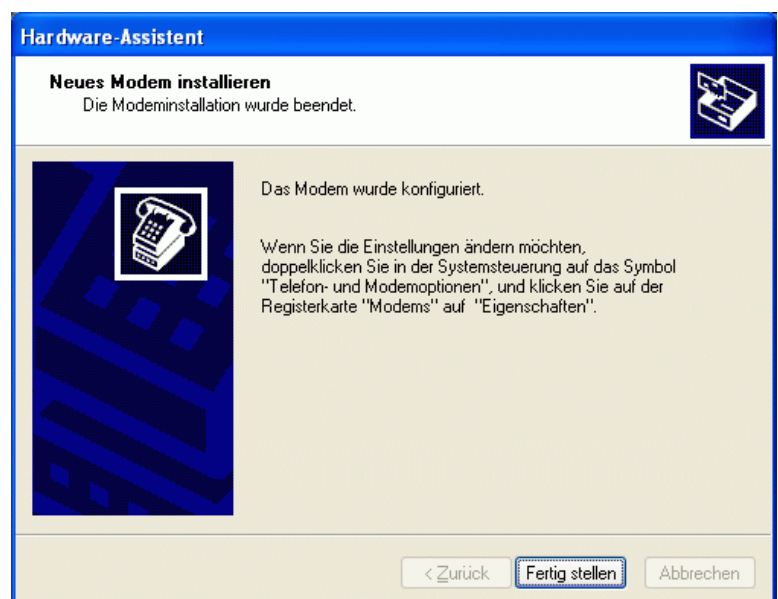 Hardware-Assistent
Neues Modem installieren
Die Modeminstallation wurde beendet.
Das Modem wurde konfiguriert.
Wenn Sie die Einstellungen ändern möchten,
doppelklicken Sie in der Systemsteuerung auf das Symbol
"Telefon- und Modemoptionen", und klicken Sie auf der
Registerkarte "Modems" auf "Eigenschaften".
< Zurück Fertig stellen Abbrechen